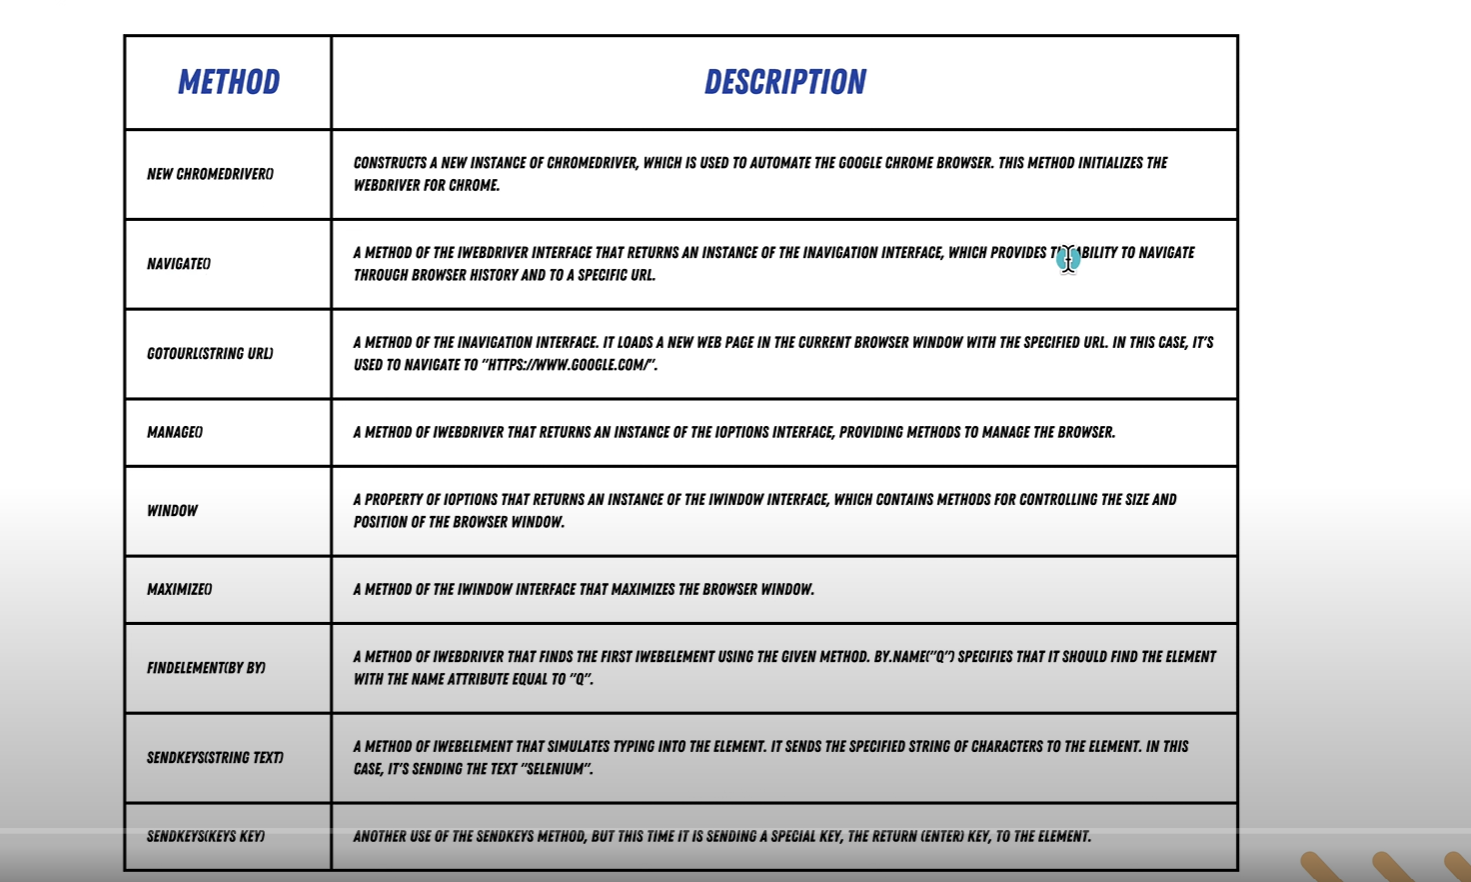 METHOD
DESCRIPTION
NEW CHROMEDRIVER()
CONSTRUCTS A NEW INSTANCE OF CHROMEDRIVER, WHICH IS USED TO AUTOMATE THE GOOGLE CHROME BROWSER. THIS METHOD INITIALIZES THE
WEBDRIVER FOR CHROME.
NAVIGATE()
A METHOD OF THE IWEBDRIVER INTERFACE THAT RETURNS AN INSTANCE OF THE INAVIGATION INTERFACE, WHICH PROVIDES ABILITY TO NAVIGATE
THROUGH BROWSER HISTORY AND TO A SPECIFIC URL.
GOTOURL(STRING URL)
A METHOD OF THE INAVIGATION INTERFACE. IT LOADS A NEW WEB PAGE IN THE CURRENT BROWSER WINDOW WITH THE SPECIFIED URL. IN THIS CASE, IT'S
USED TO NAVIGATE TO "HTTPS://WWW.GOOGLE.COM/".
MANAGE()
A METHOD OF IWEBDRIVER THAT RETURNS AN INSTANCE OF THE IOPTIONS INTERFACE, PROVIDING METHODS TO MANAGE THE BROWSER.
WINDOW
A PROPERTY OF IOPTIONS THAT RETURNS AN INSTANCE OF THE IWINDOW INTERFACE, WHICH CONTAINS METHODS FOR CONTROLLING THE SIZE AND
POSITION OF THE BROWSER WINDOW.
MAXIMIZE()
A METHOD OF THE IWINDOW INTERFACE THAT MAXIMIZES THE BROWSER WINDOW.
FINDELEMENT(BY BY)
A METHOD OF IWEBDRIVER THAT FINDS THE FIRST IWEBELEMENT USING THE GIVEN METHOD. BY.NAME("Q") SPECIFIES THAT IT SHOULD FIND THE ELEMENT
WITH THE NAME ATTRIBUTE EQUAL TO "Q".
SENDKEYS(STRING TEXT)
A METHOD OF IWEBELEMENT THAT SIMULATES TYPING INTO THE ELEMENT. IT SENDS THE SPECIFIED STRING OF CHARACTERS TO THE ELEMENT. IN THIS
CASE, IT'S SENDING THE TEXT "SELENIUM".
SENDKEYS(KEYS KEY)
ANOTHER USE OF THE SENDKEYS METHOD, BUT THIS TIME IT IS SENDING A SPECIAL KEY, THE RETURN (ENTER) KEY, TO THE ELEMENT.